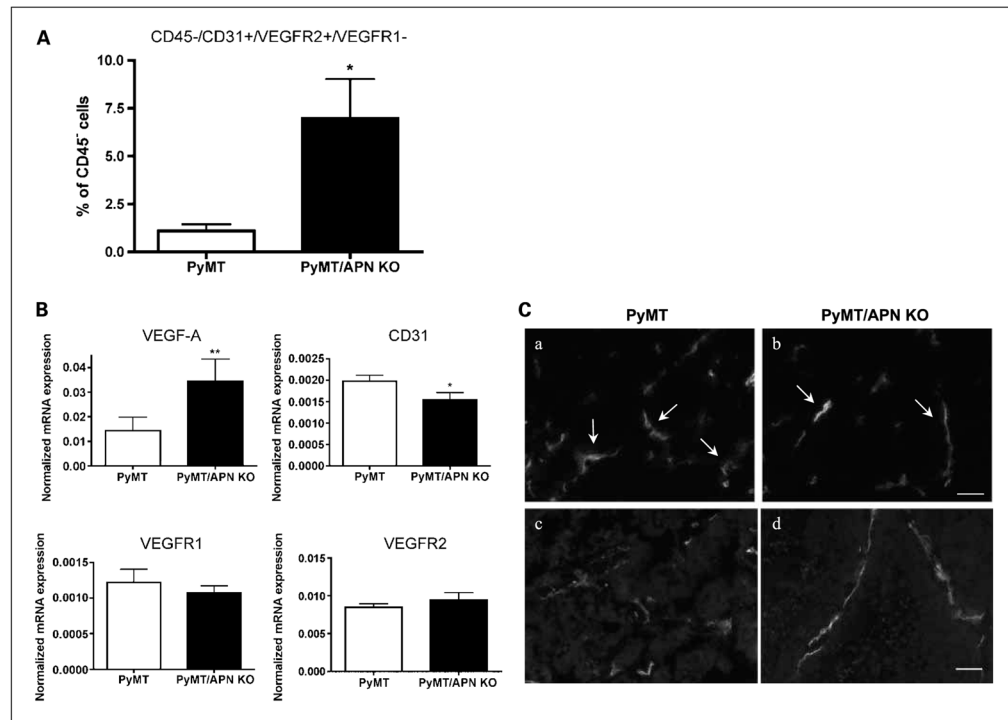 A
CD45-/CD31+/VEGFR2+/VEGFR1-
% of CD45- cells
10.0
7.5
5.0
2.5
0.0
*
PyMT
PyMT/APN KO
B
VEGF-A
Normalized mRNA expression
0.04
0.03
0.02
0.01
0.00
**
PyMT
PyMT/APN KO
CD31
Normalized mRNA expression
0.0025
0.0020
0.0015
0.0010
0.0005
0.0000
*
PyMT
PyMT/APN KO
VEGFR1
Normalized mRNA expression
0.0015
0.0010
0.0005
0.0000
PyMT
PyMT/APN KO
VEGFR2
Normalized mRNA expression
0.015
0.010
0.005
0.000
PyMT
PyMT/APN KO
C
PyMT
PyMT/APN KO
a
b
c
d